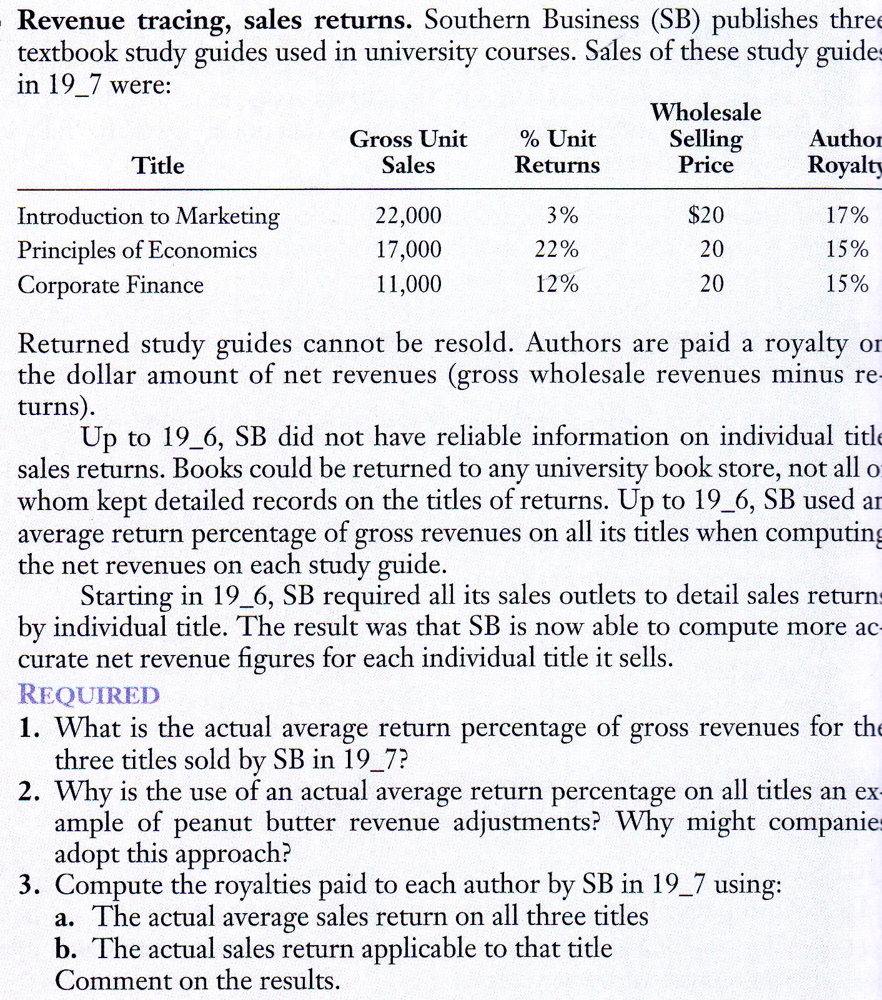 Revenue tracing, sales returns. Southern Business (SB) publishes three
textbook study guides used in university courses. Sales of these study guides
in 19_7 were:
Wholesale
Gross Unit % Unit Selling Author
Title Sales Returns Price Royalty
Introduction to Marketing 22,000 3% $20 17%
Principles of Economics 17,000 22% 20 15%
Corporate Finance 11,000 12% 20 15%
Returned study guides cannot be resold. Authors are paid a royalty on
the dollar amount of net revenues (gross wholesale revenues minus re-
turns).
Up to 19_6, SB did not have reliable information on individual title
sales returns. Books could be returned to any university book store, not all of
whom kept detailed records on the titles of returns. Up to 19_6, SB used an
average return percentage of gross revenues on all its titles when computing
the net revenues on each study guide.
Starting in 19_6, SB required all its sales outlets to detail sales returns
by individual title. The result was that SB is now able to compute more ac-
curate net revenue figures for each individual title it sells.
REQUIRED
1. What is the actual average return percentage of gross revenues for the
three titles sold by SB in 19_7?
2. Why is the use of an actual average return percentage on all titles an ex-
ample of peanut butter revenue adjustments? Why might companies
adopt this approach?
3. Compute the royalties paid to each author by SB in 19_7 using:
a. The actual average sales return on all three titles
b. The actual sales return applicable to that title
Comment on the results.